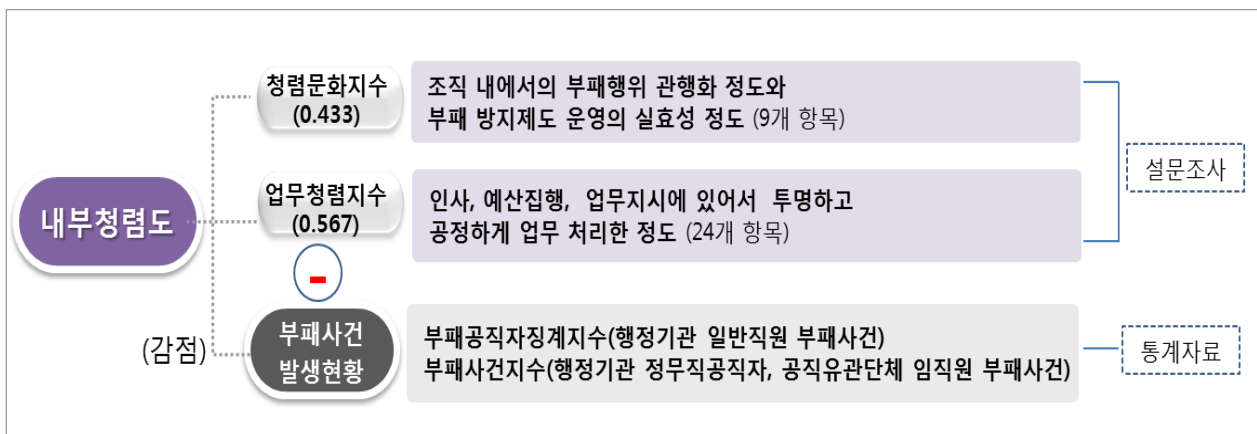 청렴문화지수
(0.433)
조직 내에서의 부패행위 관행화 정도와
부패 방지제도 운영의 실효성 정도 (9개 항목)
설문조사
내부청렴도
업무청렴지수
(0.567)
인사, 예산집행, 업무지시에 있어서 투명하고
공정하게 업무 처리한 정도 (24개 항목)
-
(감점)
부패사건
발생현황
부패공직자징계지수(행정기관 일반직원 부패사건)
부패사건지수(행정기관 정무직공직자, 공직유관단체 임직원 부패사건)
통계자료